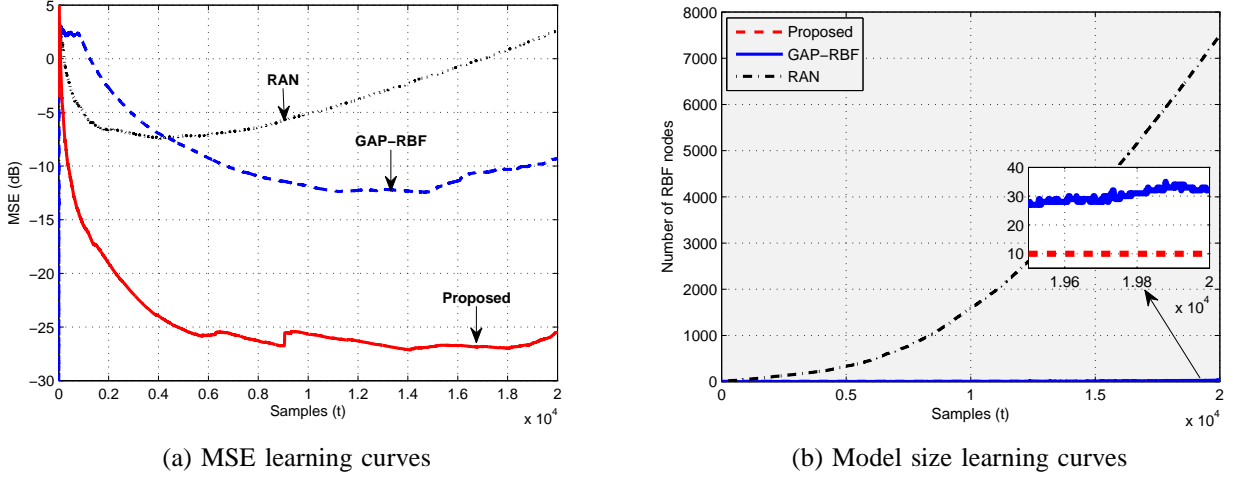 5
0
−5
−10
−15
−20
−25
−30
MSE (dB)
RAN
GAP−RBF
Proposed
0 0.2 0.4 0.6 0.8 1 1.2 1.4 1.6 1.8 2
Samples (t)
x 10^4
(a) MSE learning curves
8000
7000
6000
5000
4000
3000
2000
1000
0
Number of RBF nodes
Proposed
GAP−RBF
RAN
40
30
20
10
1.96 1.98 2
x 10^4
0 0.5 1 1.5 2
Samples (t)
x 10^4
(b) Model size learning curves